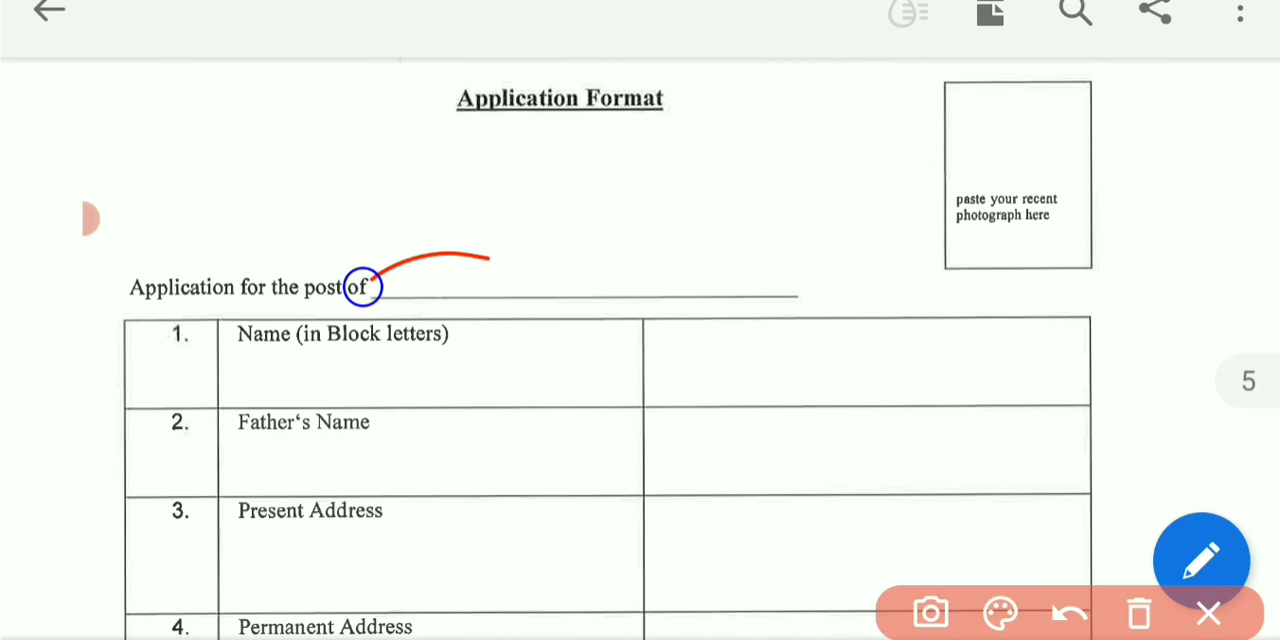 Application Format
paste your recent
photograph here
Application for the post of
1. Name (in Block letters)
2. Father‘s Name
3. Present Address
4. Permanent Address
5